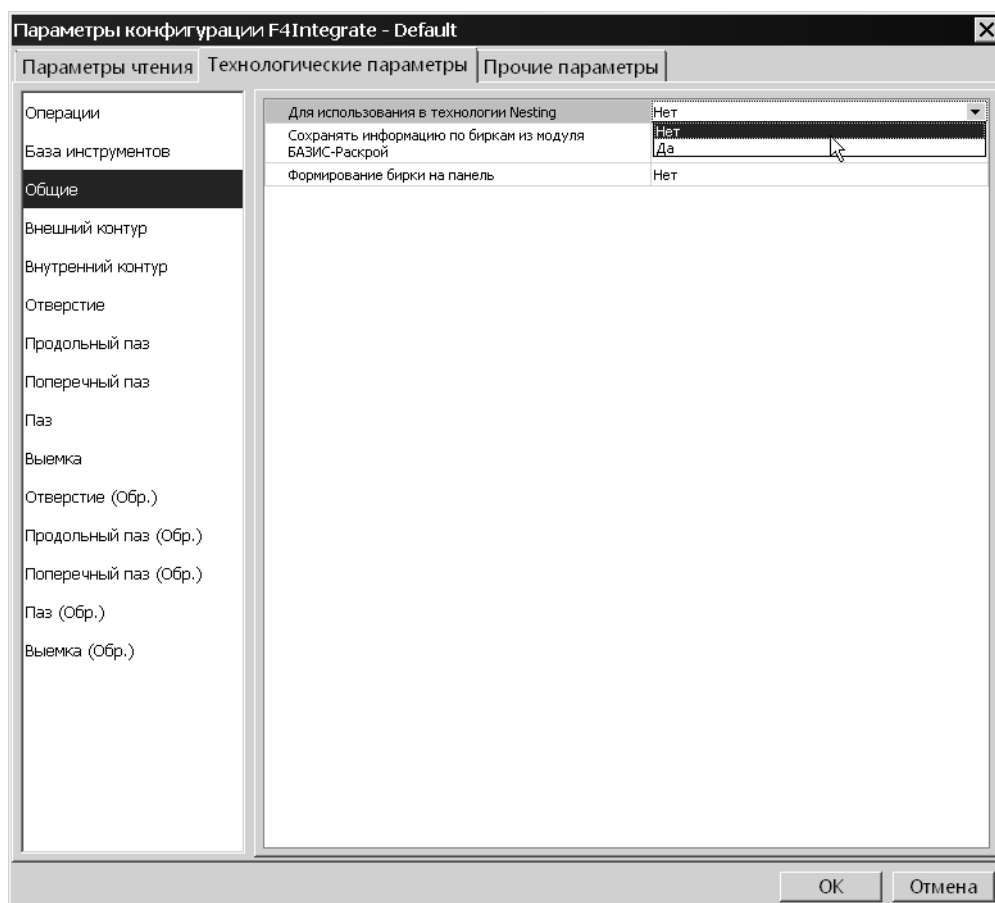 Параметры конфигурации F4Integrate - Default
Параметры чтения
Технологические параметры
Прочие параметры
Операции
База инструментов
Общие
Внешний контур
Внутренний контур
Отверстие
Продольный паз
Поперечный паз
Паз
Выемка
Отверстие (Обр.)
Продольный паз (Обр.)
Поперечный паз (Обр.)
Паз (Обр.)
Выемка (Обр.)
Для использования в технологии Nesting
Нет
Нет
Да
Сохранять информацию по биркам из модуля
БАЗИС-Раскрой
Формирование бирки на панель
Нет
ОК
Отмена